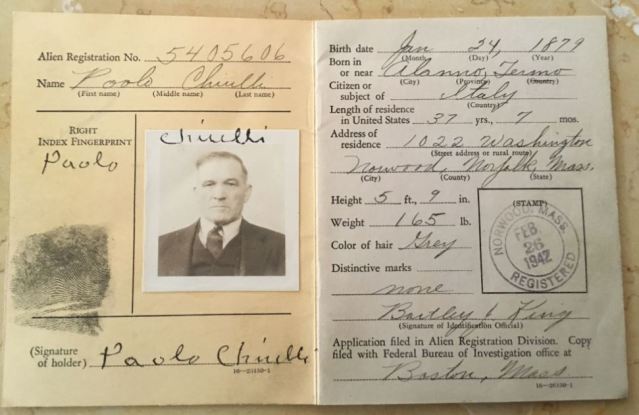 Alien Registration No. 5405606
Name Paolo Chiulli
(First name) (Middle name) (Last name)
RIGHT
INDEX FINGERPRINT
Paolo
Chiulli
(Signature
of holder) Paolo Chiulli
16—23150-1
Birth date Jan 24, 1879
(Month) (Day) (Year)
Born in
or near Alanno, Teramo
(City) (Province) (Country)
Citizen or
subject of Italy
(Country)
Length of residence
in United States 37 yrs., 7 mos.
Address of
residence 1022 Washington
(Street address or rural route)
Norwood, Norfolk, Mass.
(City) (County) (State)
Height 5 ft., 9 in.
Weight 165 lb.
Color of hair Grey
Distinctive marks
none
(STAMP)
NORWOOD, MASS.
FEB
26
1942
REGISTERED
Bartley J King
(Signature of Identification Official)
Application filed in Alien Registration Division. Copy
filed with Federal Bureau of Investigation office at
Boston, Mass